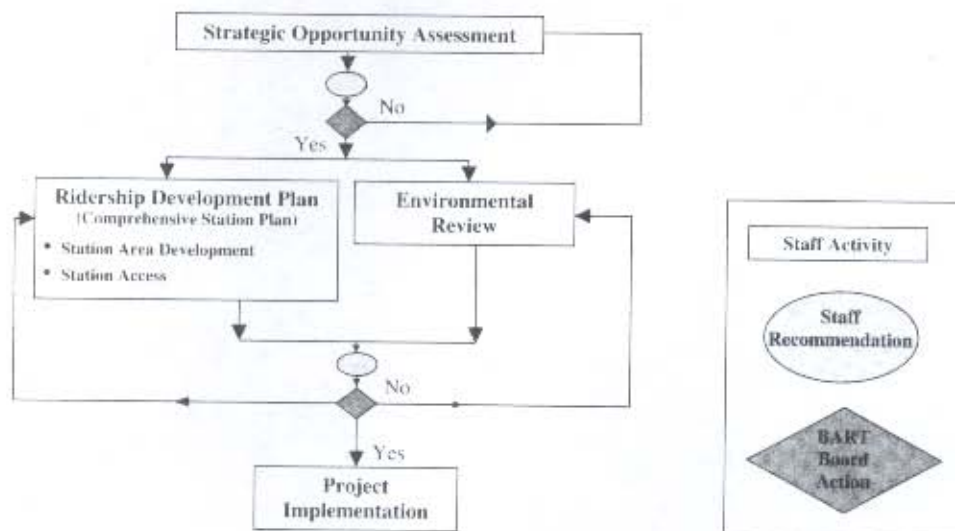 Strategic Opportunity Assessment
No
Yes
Ridership Development Plan
(Comprehensive Station Plan)
• Station Area Development
• Station Access
Environmental
Review
No
Yes
Project
Implementation
Staff Activity
Staff
Recommendation
BART
Board
Action